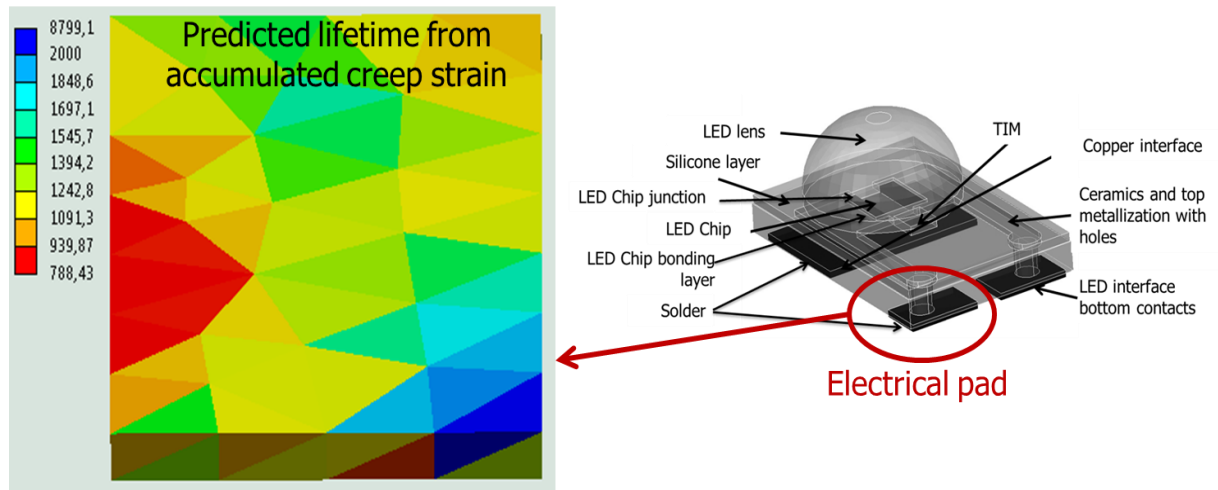 8799,1
2000
1848,6
1697,1
1545,7
1394,2
1242,8
1091,3
939,87
788,43
Predicted lifetime from
accumulated creep strain
LED lens
Silicone layer
LED Chip junction
LED Chip
LED Chip bonding
layer
Solder
TIM
Copper interface
Ceramics and top
metallization with
holes
LED interface
bottom contacts
Electrical pad